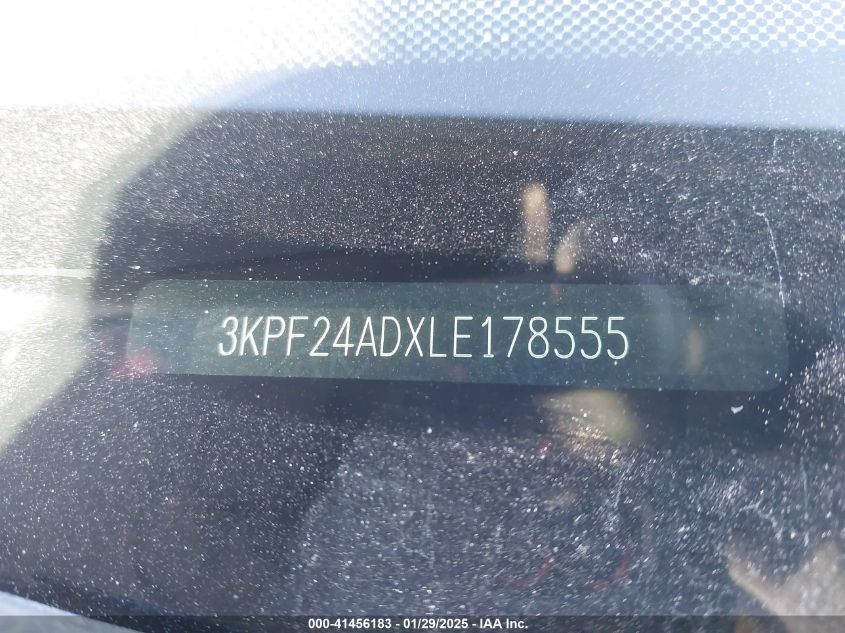 3KPF24ADXLE178555
000-41456183 - 01/29/2025 - IAA Inc.